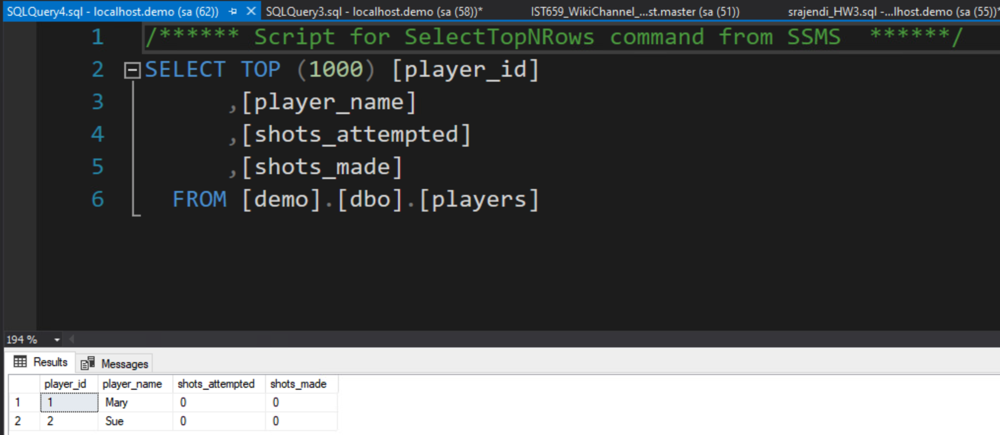 SQLQuery4.sql - localhost.demo (sa (62)) SQLQuery3.sql - localhost.demo (sa (58))* IST659_WikiChannel_...st.master (sa (51)) srajendi_HW3.sql -...lhost.demo (sa (55))*
1 /****** Script for SelectTopNRows command from SSMS  ******/
2 SELECT TOP (1000) [player_id]
3 ,[player_name]
4 ,[shots_attempted]
5 ,[shots_made]
6 FROM [demo].[dbo].[players]
194 %
Results Messages
player_id player_name shots_attempted shots_made
1 1 Mary 0 0
2 2 Sue 0 0